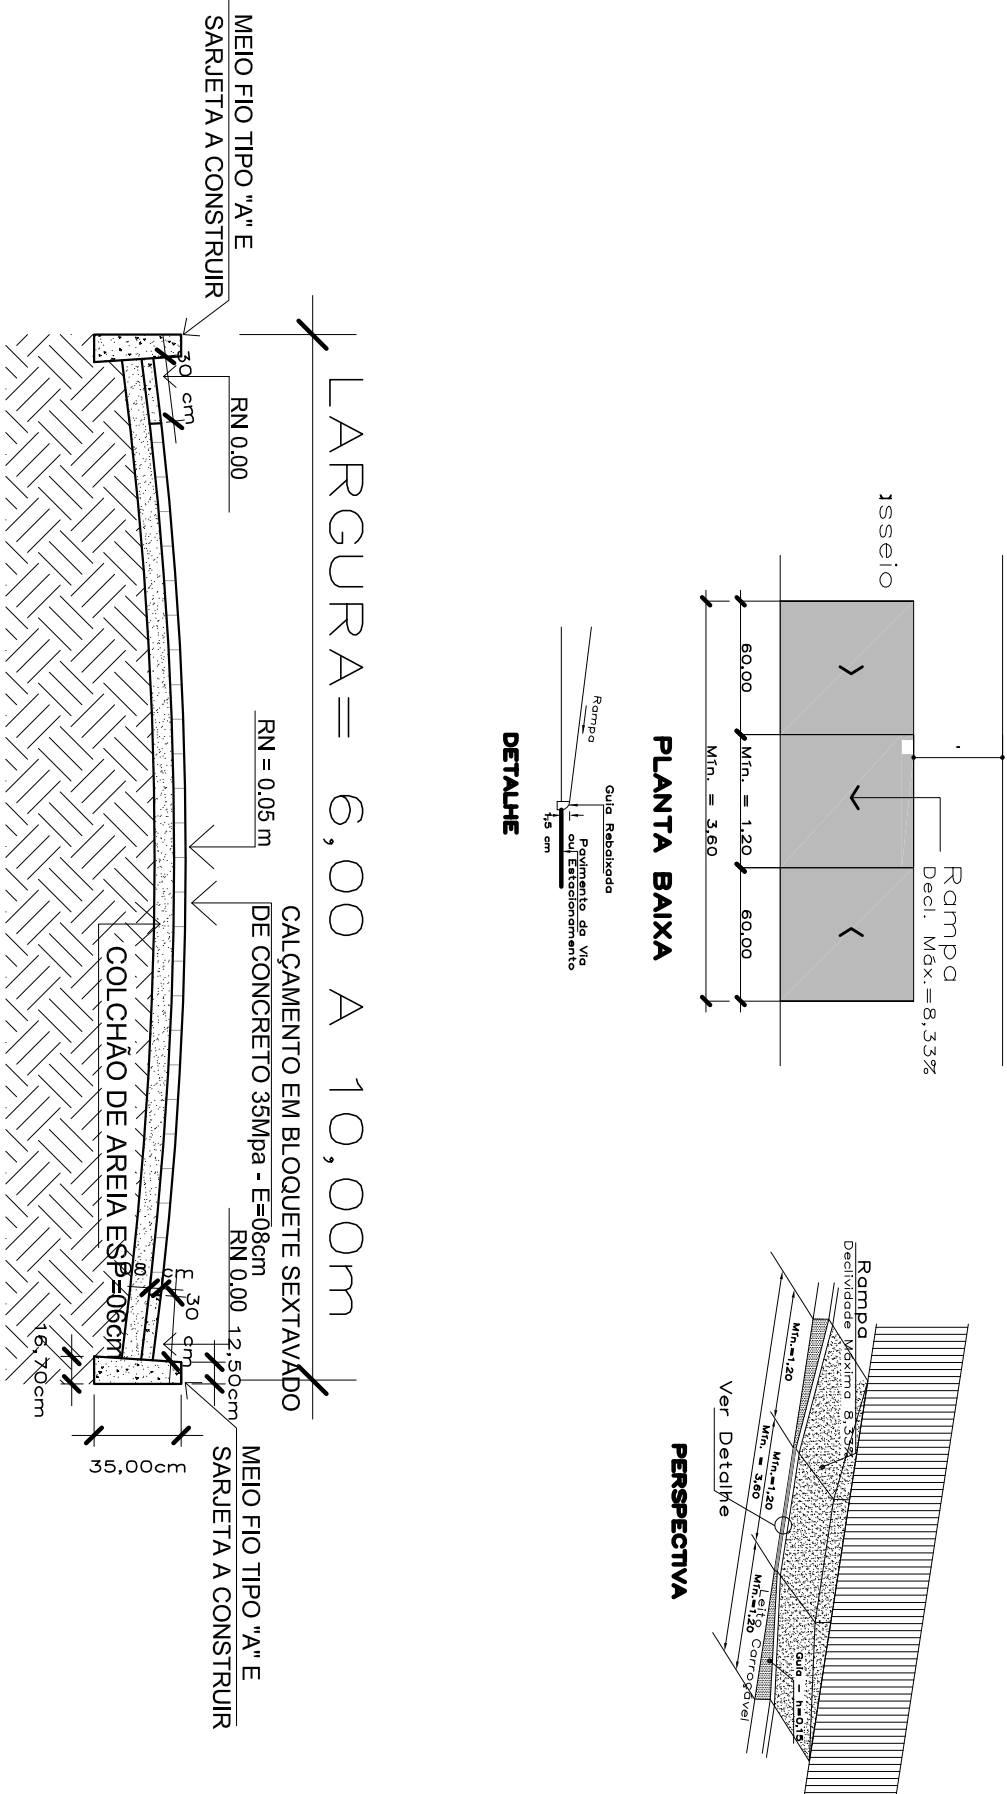 MEIO FIO TIPO "A" E
SARJETA A CONSTRUIR
LARGURA= 6,00 A 10,00m
30 cm
RN 0.00
RN = 0.05 m
CALÇAMENTO EM BLOQUETE SEXTAVADO
DE CONCRETO 35Mpa - E=08cm
COLCHÃO DE AREIA ESP=06cm
RN 0.00
8 cm
30 cm
12,50cm
16,70cm
35,00cm
MEIO FIO TIPO "A" E
SARJETA A CONSTRUIR
sseio
Rampa
Decl. Máx.=8,33%
60,00
Mín. = 1,20
60,00
Mín. = 3,60
PLANTA BAIXA
Rampa
Guia Rebaixada
Pavimento da Via
ou Estacionamento
1,5 cm
DETALHE
Rampa
Declividade Máxima 8,33%
Mín.=1,20
Mín.=1,20
Mín.=1,20
Mín. = 3,60
Guia - h=0,15
Leito Carroçável
Ver Detalhe
PERSPECTIVA